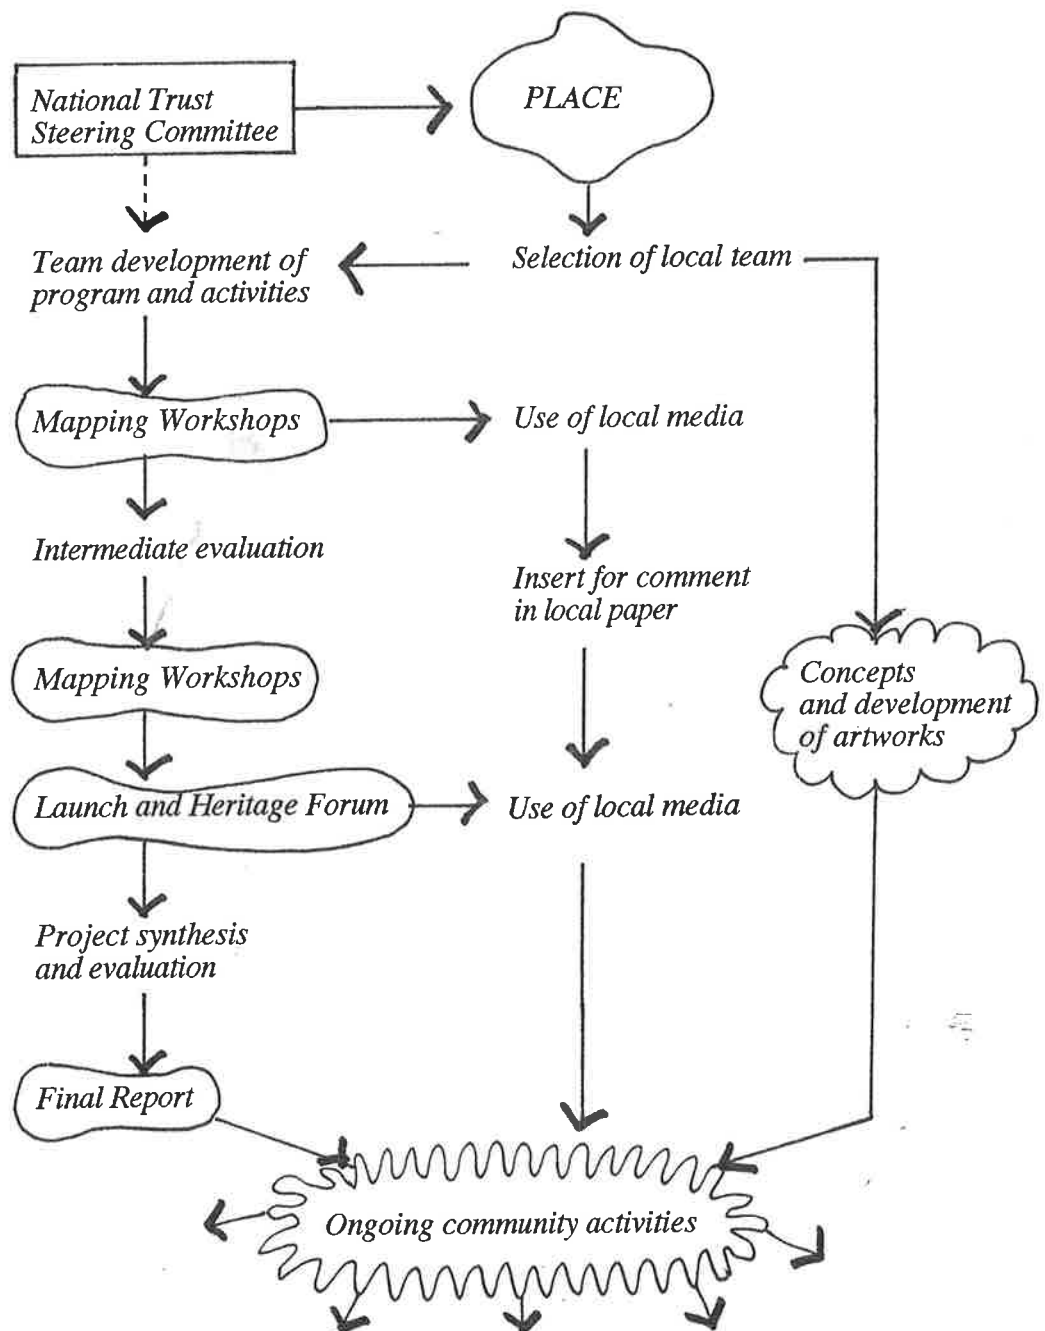 National Trust
Steering Committee
PLACE
Team development of
program and activities
Selection of local team
Mapping Workshops
Use of local media
Intermediate evaluation
Insert for comment
in local paper
Mapping Workshops
Concepts
and development
of artworks
Launch and Heritage Forum
Use of local media
Project synthesis
and evaluation
Final Report
Ongoing community activities